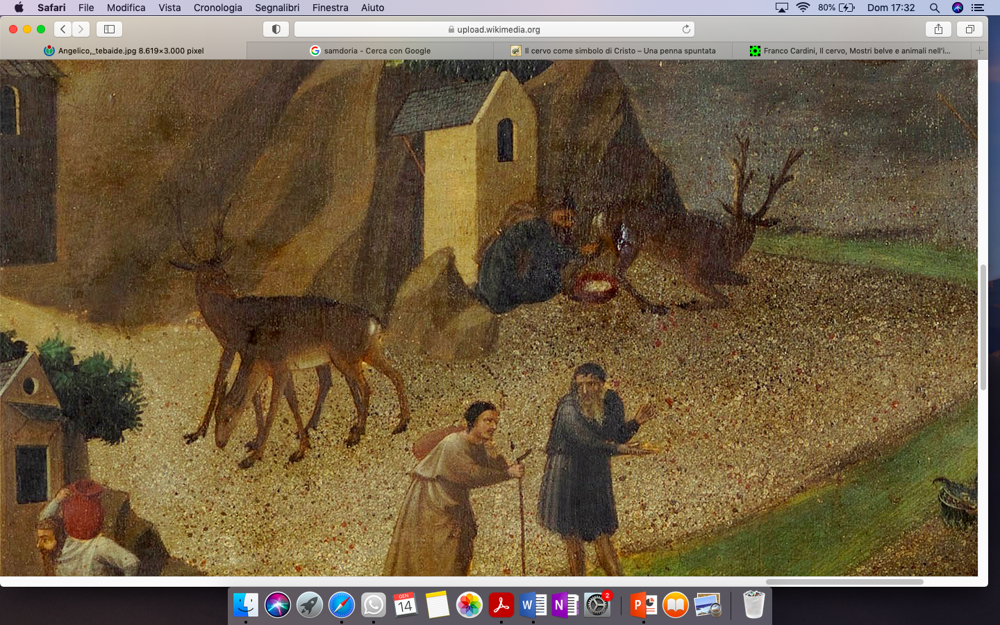 Safari File Modifica Vista Cronologia Segnalibri Finestra Aiuto 80% Dom 17:32
upload.wikimedia.org
Angelico,_tebaide.jpg 8.619×3.000 pixel
samdoria - Cerca con Google
Il cervo come simbolo di Cristo – Una penna spuntata
Franco Cardini, Il cervo, Mostri belve e animali nell'i...
GEN
14
W
N
2
P